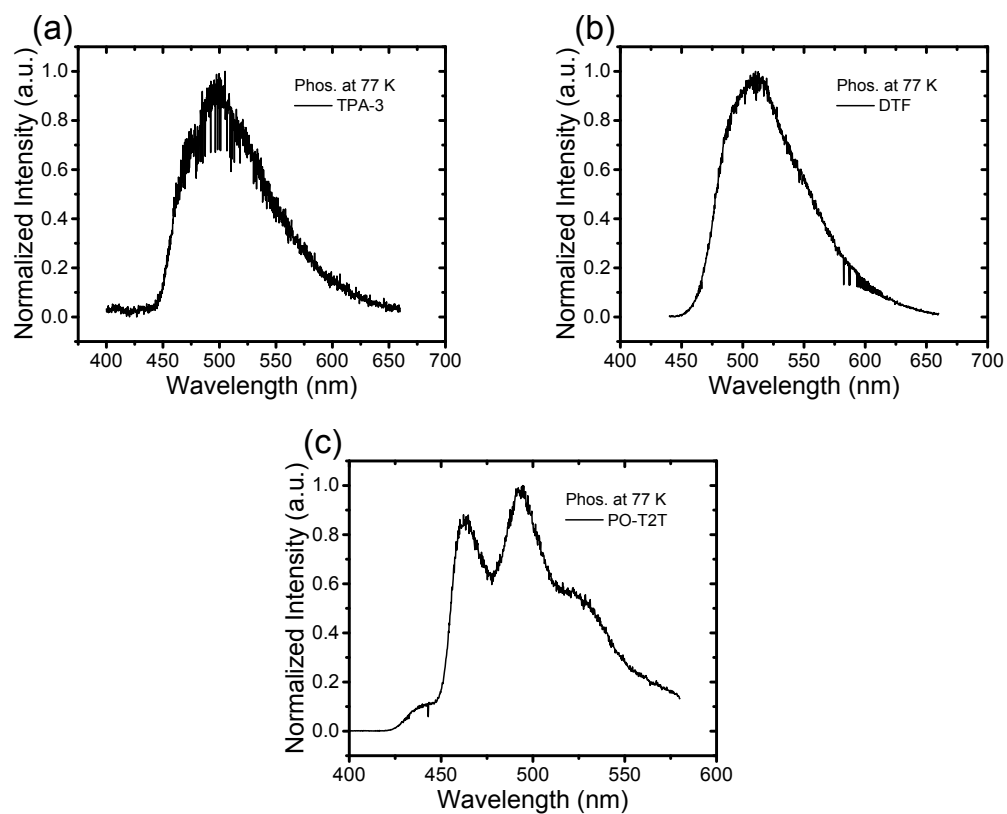 (a)
Normalized Intensity (a.u.)
1.0
0.8
0.6
0.4
0.2
0.0
Phos. at 77 K
TPA-3
400 450 500 550 600 650 700
Wavelength (nm)
(b)
Normalized Intensity (a.u.)
1.0
0.8
0.6
0.4
0.2
0.0
Phos. at 77 K
DTF
400 450 500 550 600 650 700
Wavelength (nm)
(c)
Normalized Intensity (a.u.)
1.0
0.8
0.6
0.4
0.2
0.0
Phos. at 77 K
PO-T2T
400 450 500 550 600
Wavelength (nm)